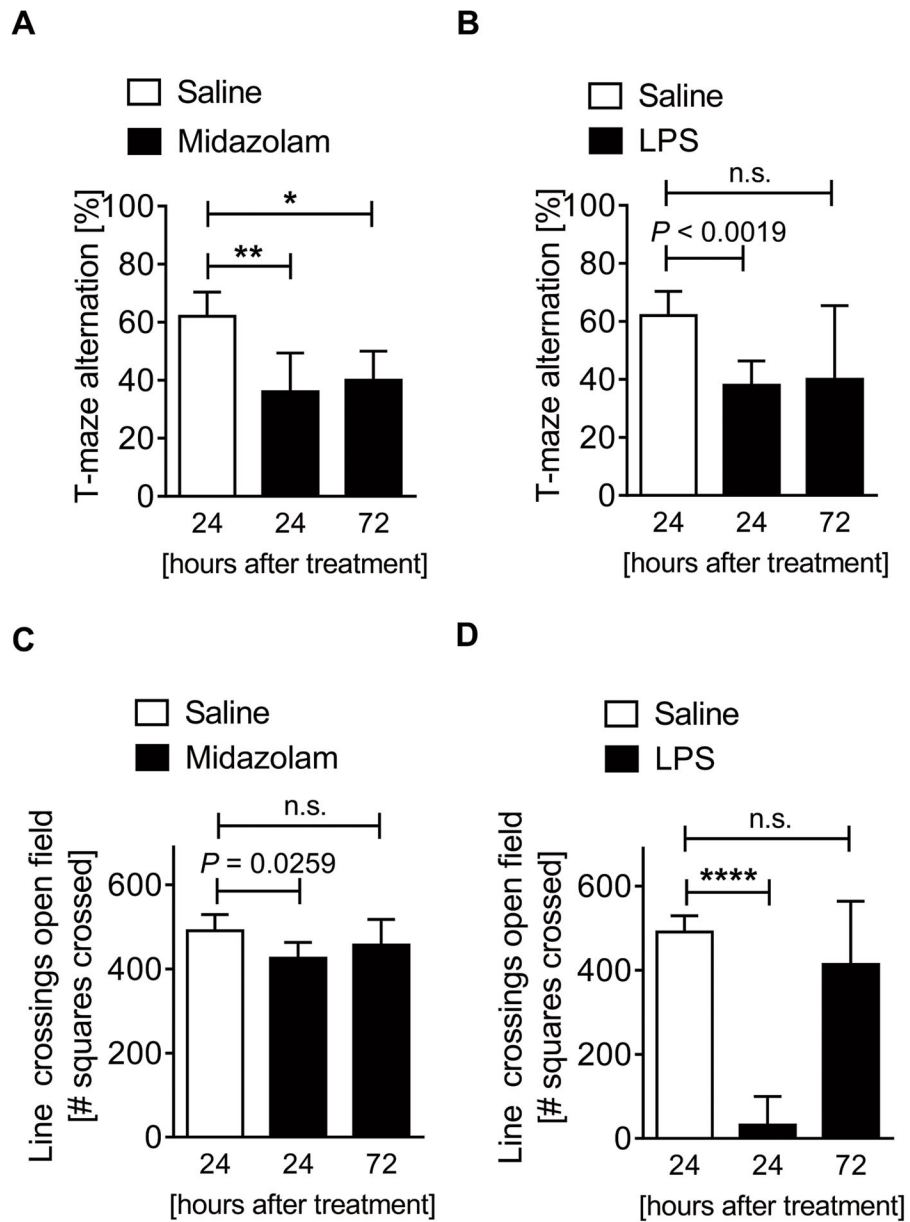 A
Saline
Midazolam
T-maze alternation [%]
100
80
60
40
20
0
*
**
24 24 72
[hours after treatment]
B
Saline
LPS
T-maze alternation [%]
100
80
60
40
20
0
n.s.
P < 0.0019
24 24 72
[hours after treatment]
C
Saline
Midazolam
Line crossings open field
[# squares crossed]
600
400
200
0
n.s.
P = 0.0259
24 24 72
[hours after treatment]
D
Saline
LPS
Line crossings open field
[# squares crossed]
600
400
200
0
n.s.
****
24 24 72
[hours after treatment]